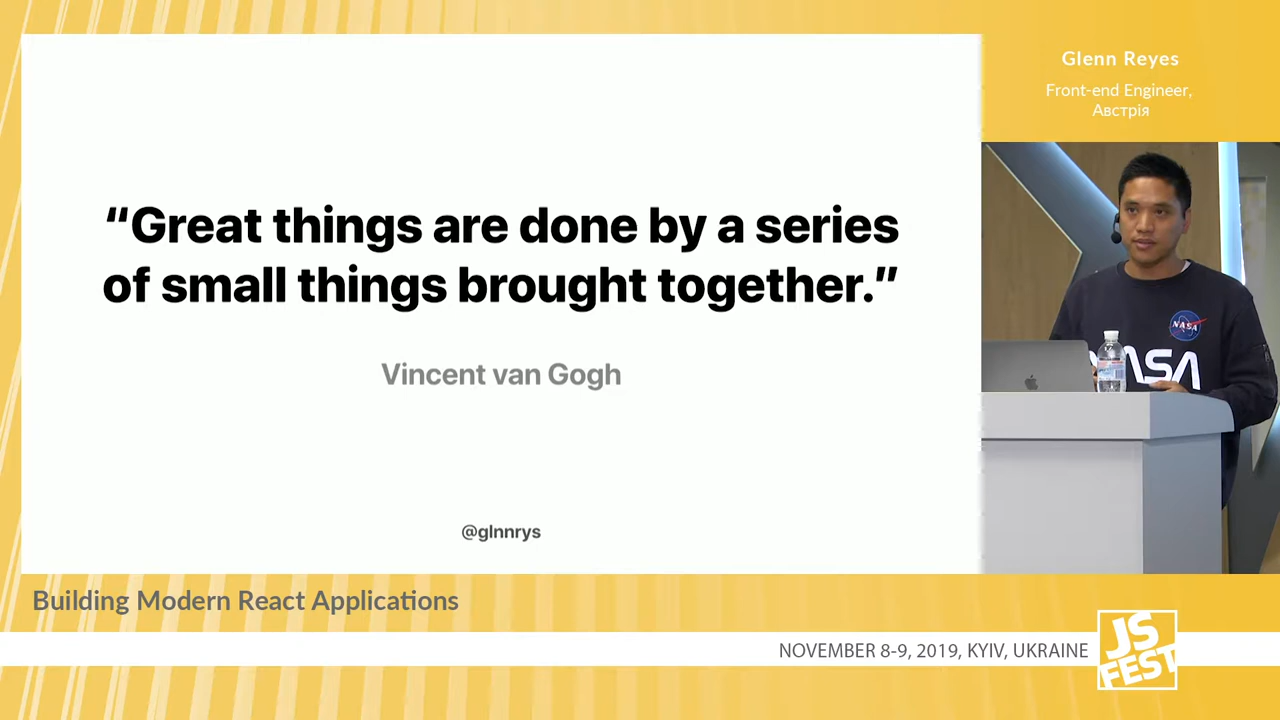 Glenn Reyes
Front-end Engineer,
Австрія
“Great things are done by a series
of small things brought together.”
Vincent van Gogh
@glnnrys
NASA
NASA
Building Modern React Applications
NOVEMBER 8-9, 2019, KYIV, UKRAINE
JS
FEST